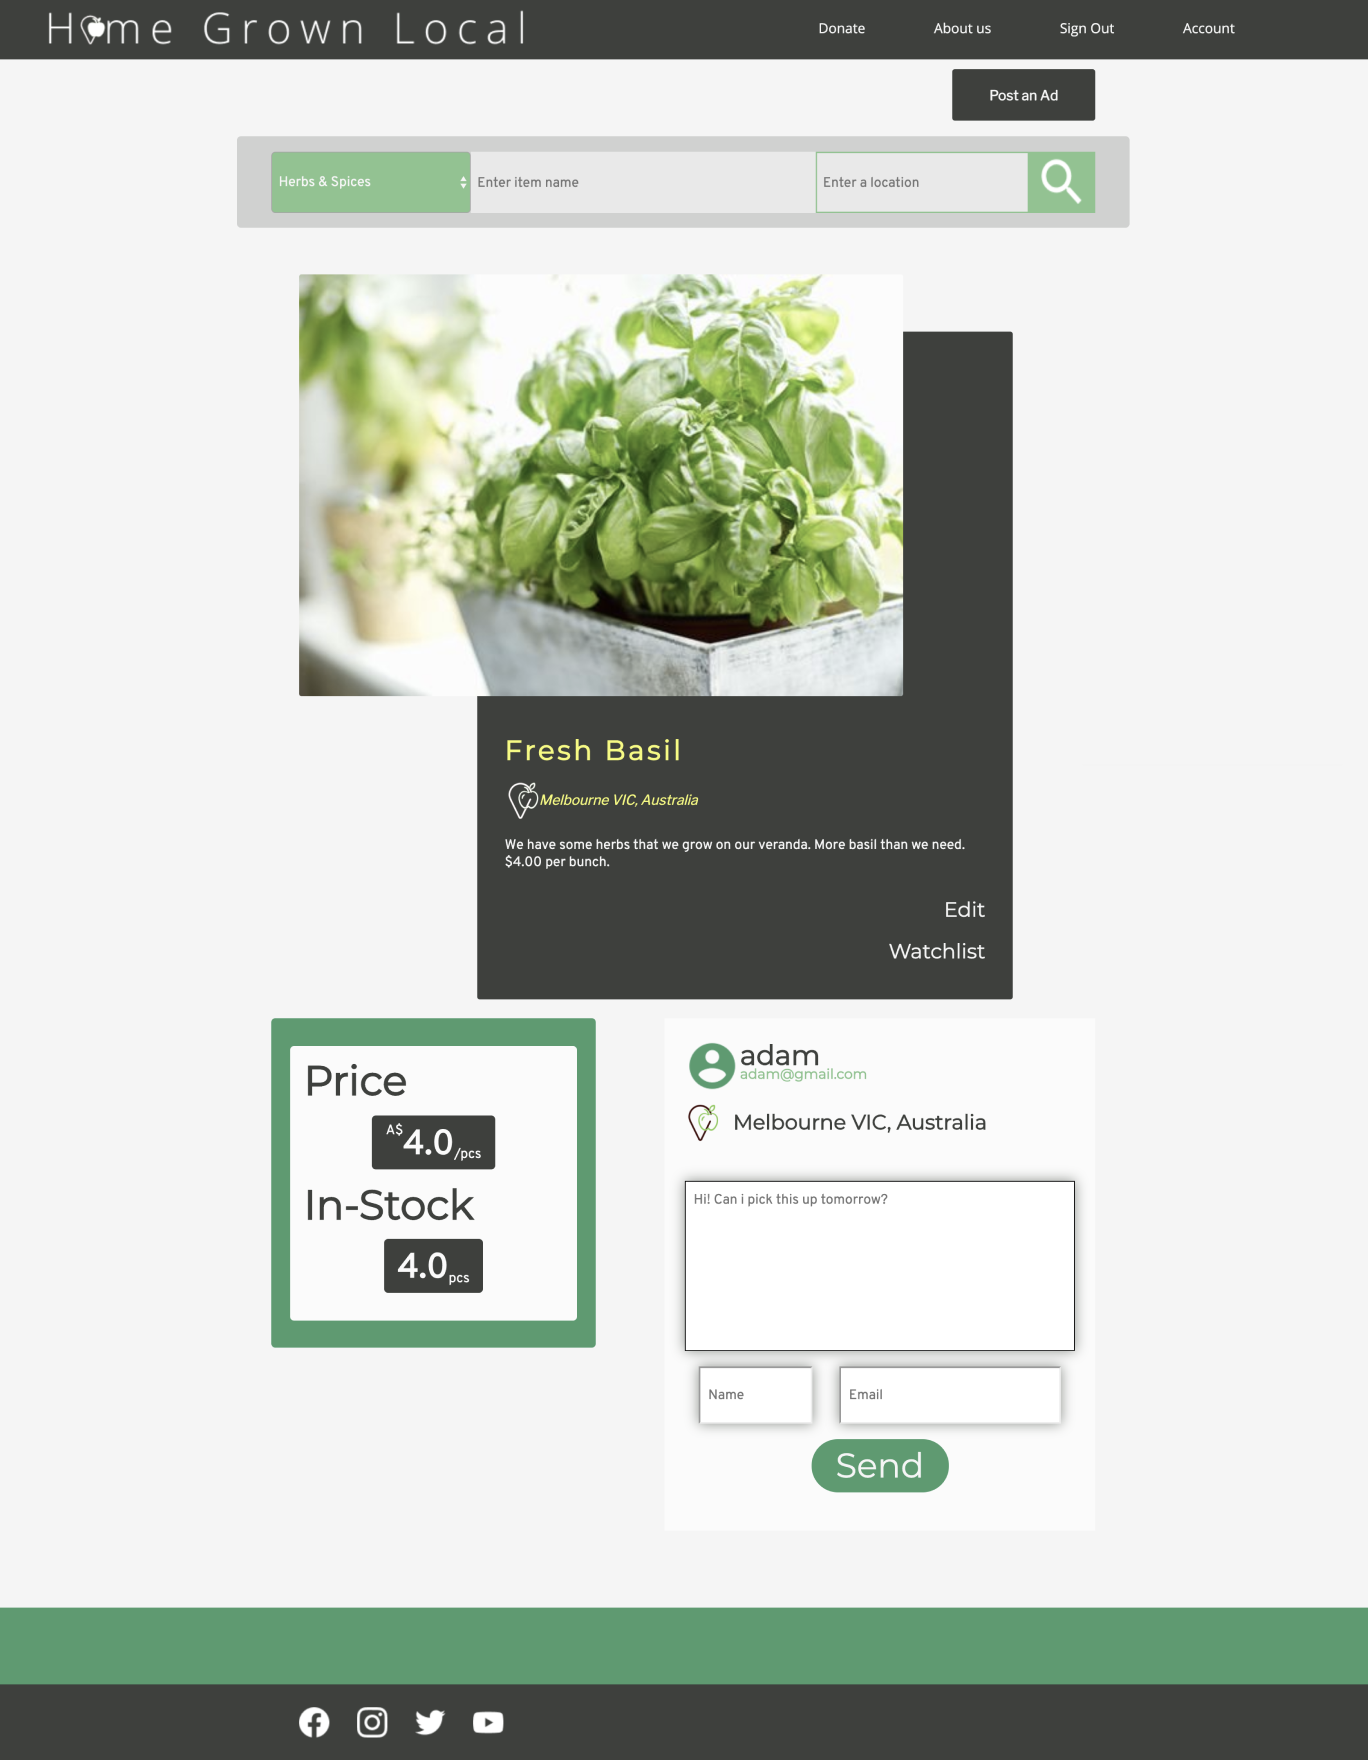 Home Grown Local
Donate
About us
Sign Out
Account
Post an Ad
Herbs & Spices
Enter item name
Enter a location
Fresh Basil
Melbourne VIC, Australia
We have some herbs that we grow on our veranda. More basil than we need.
$4.00 per bunch.
Edit
Watchlist
Price
A$4.0/pcs
In-Stock
4.0pcs
adam
adam@gmail.com
Melbourne VIC, Australia
Hi! Can i pick this up tomorrow?
Name
Email
Send